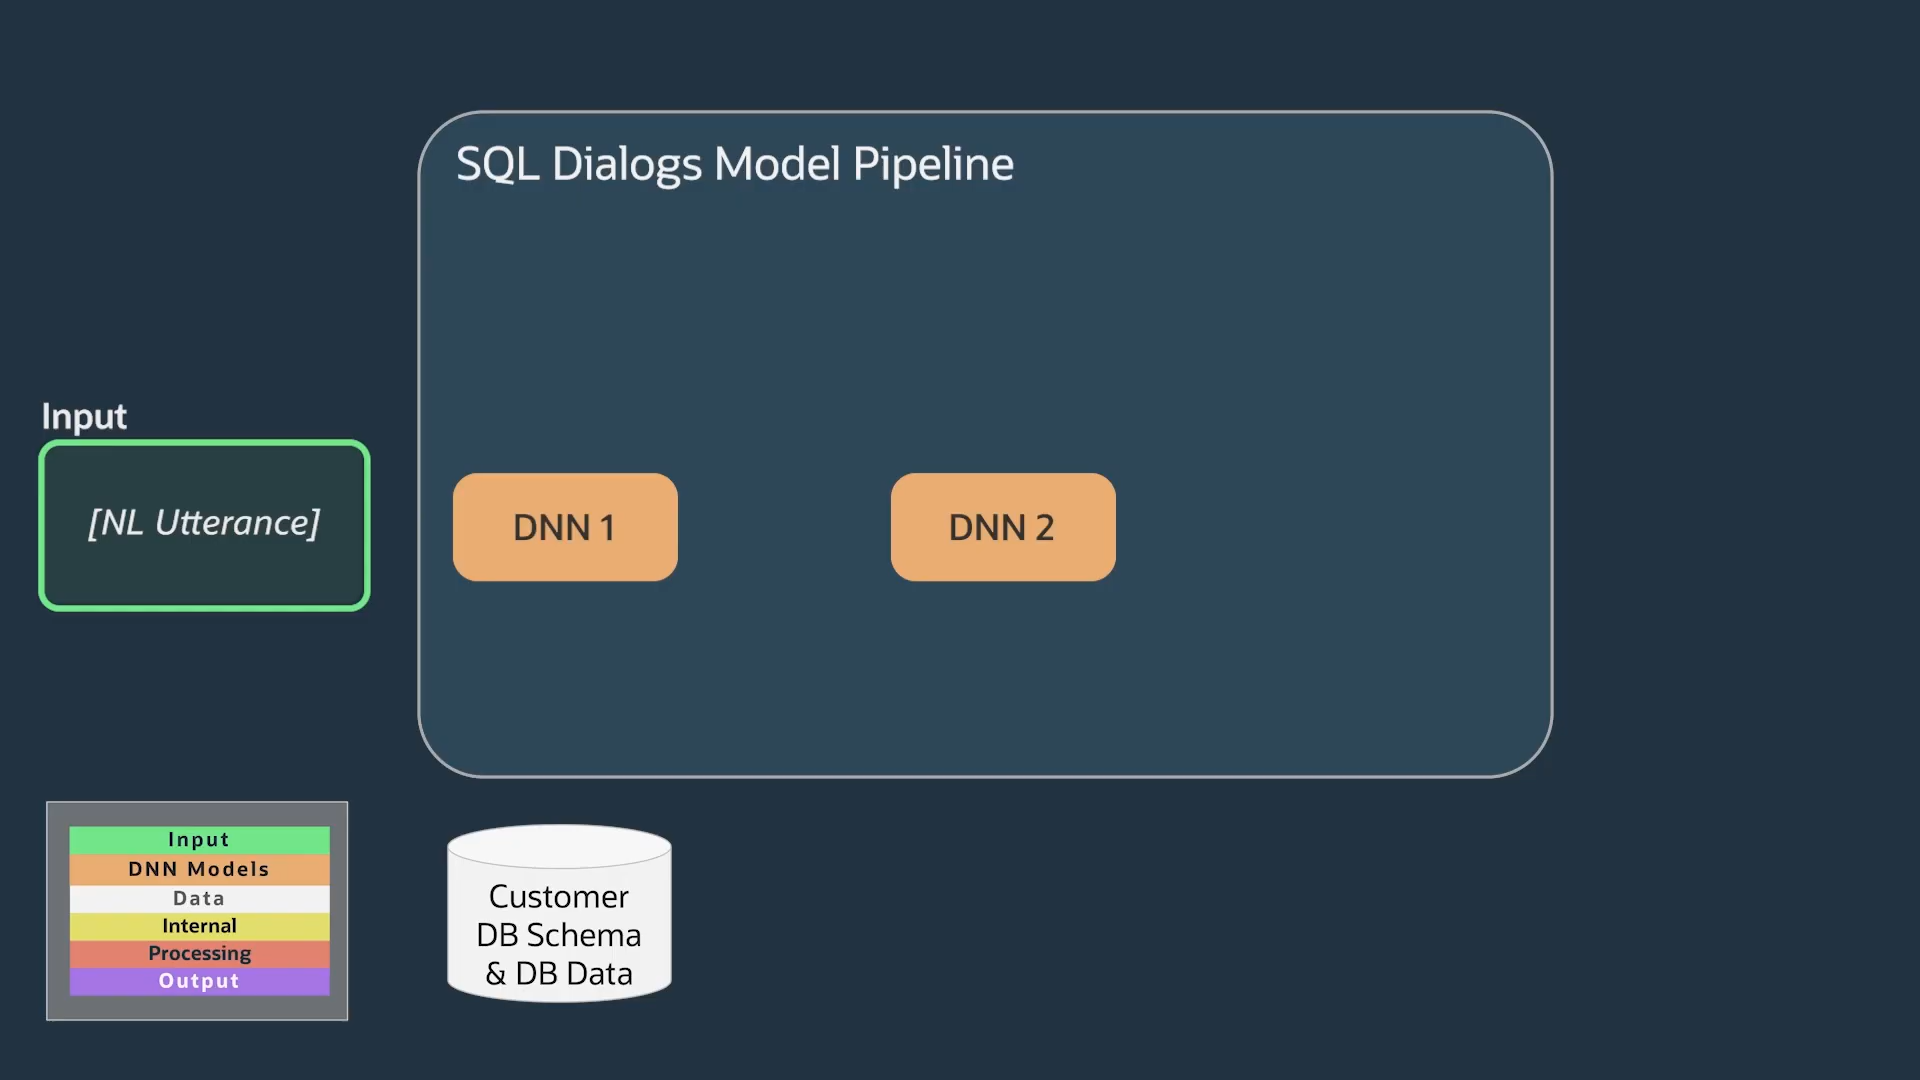 SQL Dialogs Model Pipeline
Input
[NL Utterance]
DNN 1
DNN 2
Input
DNN Models
Data
Internal
Processing
Output
Customer
DB Schema
& DB Data